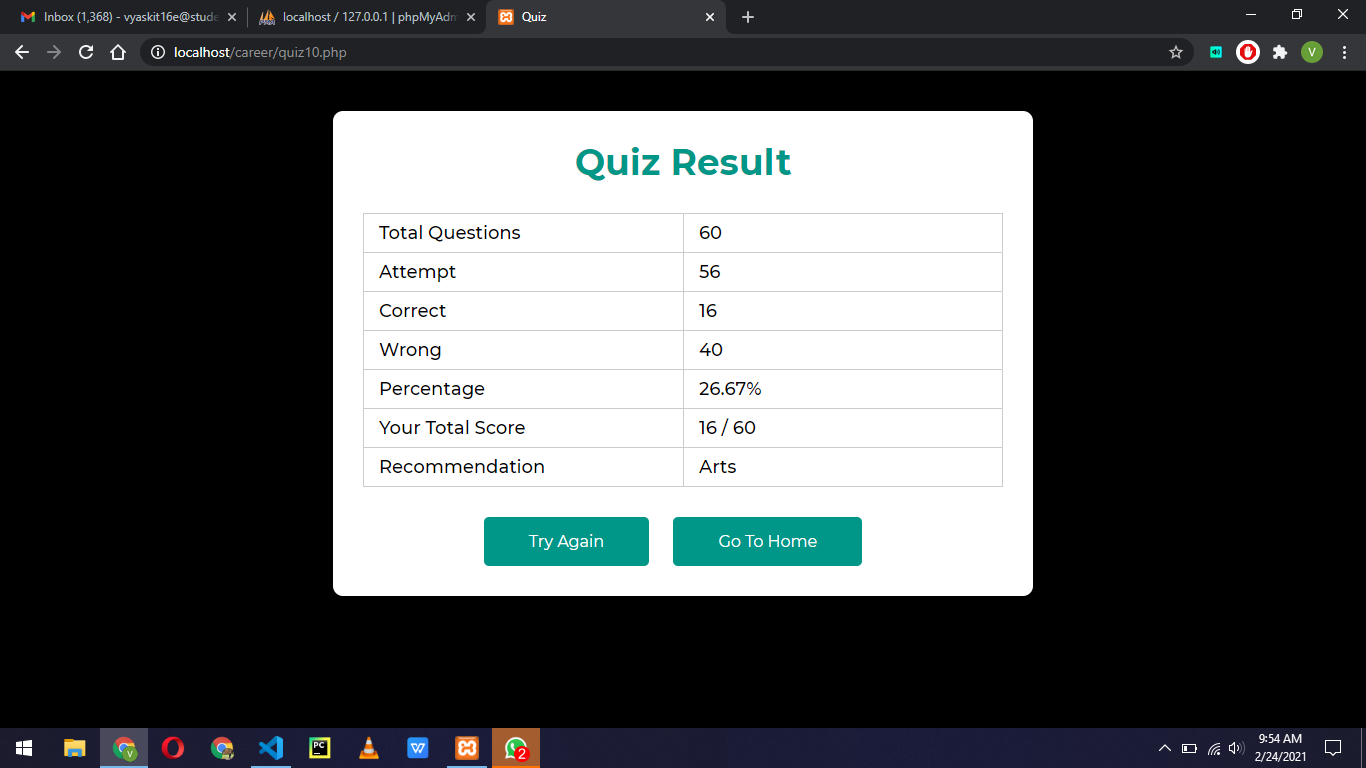 Inbox (1,368) - vyaskit16e@stude
localhost / 127.0.0.1 | phpMyAdm
Quiz
localhost/career/quiz10.php
V
Quiz Result
Total Questions 60
Attempt 56
Correct 16
Wrong 40
Percentage 26.67%
Your Total Score 16 / 60
Recommendation Arts
Try Again Go To Home
V
PC
W
2
9:54 AM
2/24/2021